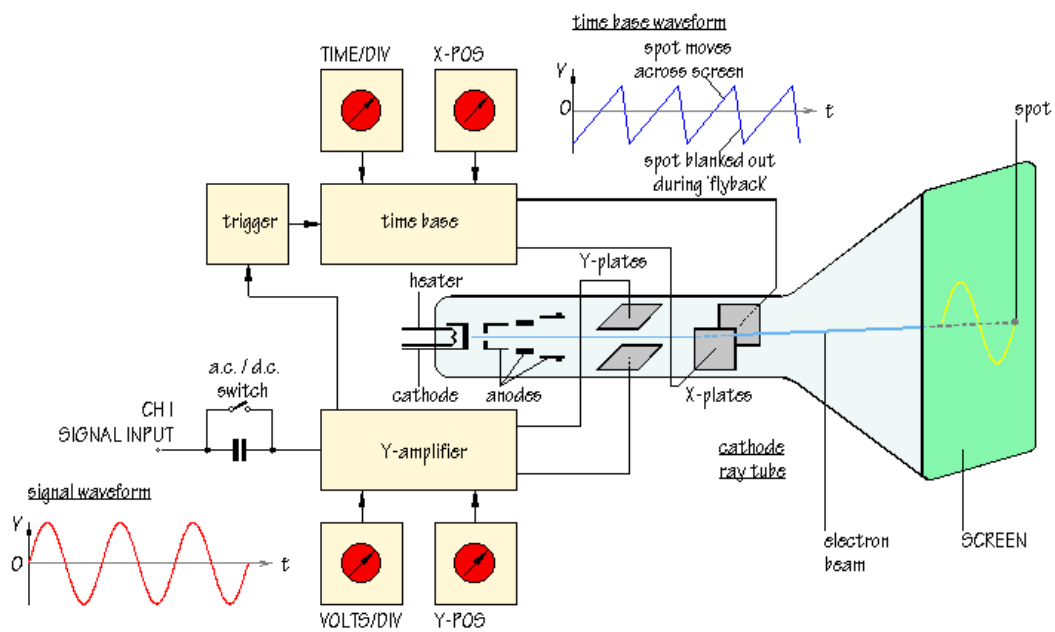 time base waveform
spot moves
across screen
TIME/DIV
X-POS
V
O
t
spot
spot blanked out
during 'flyback'
trigger
time base
Y-plates
heater
cathode
anodes
X-plates
a.c. / d.c.
switch
CH I
SIGNAL INPUT
Y-amplifier
cathode
ray tube
signal waveform
V
O
t
electron
beam
SCREEN
VOLTS/DIV
Y-POS